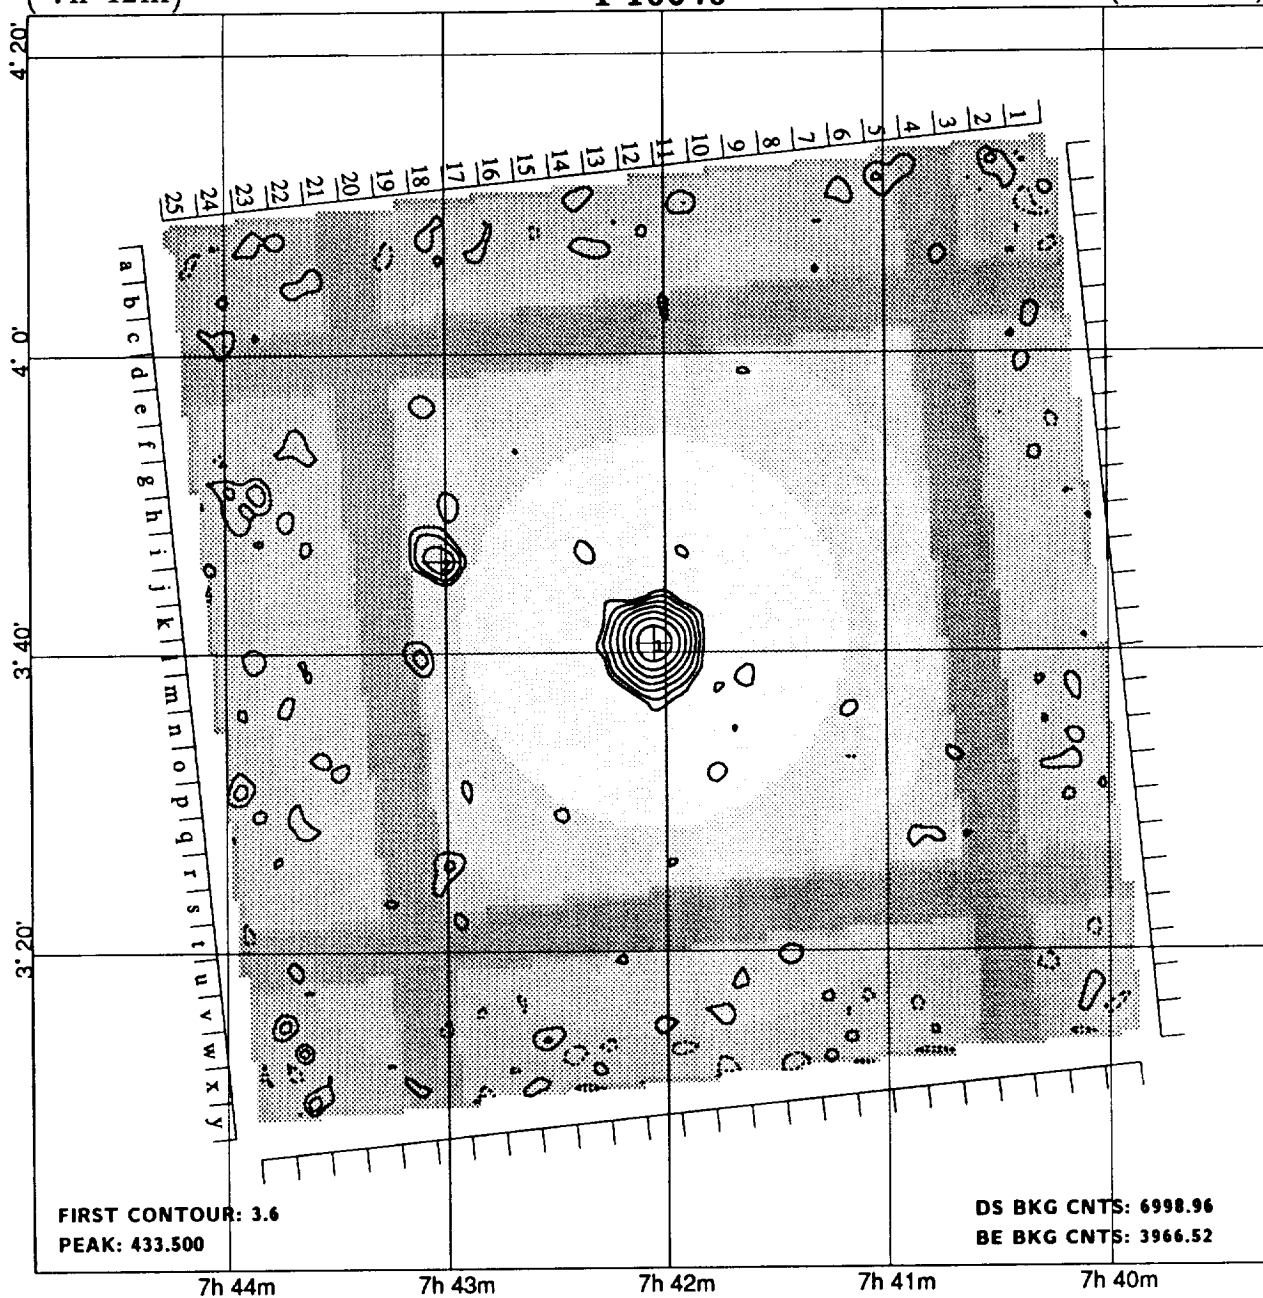 4° 20'
1 2 3 4 5 6 7 8 9 10 11 12 13 14 15 16 17 18 19 20 21 22 23 24 25
a b c d e f g h i j k l m n o p q r s t u v w x y
4° 0'
3° 40'
3° 20'
FIRST CONTOUR: 3.6
PEAK: 433.500
DS BKG CNTS: 6998.96
BE BKG CNTS: 3966.52
7h 44m 7h 43m 7h 42m 7h 41m 7h 40m